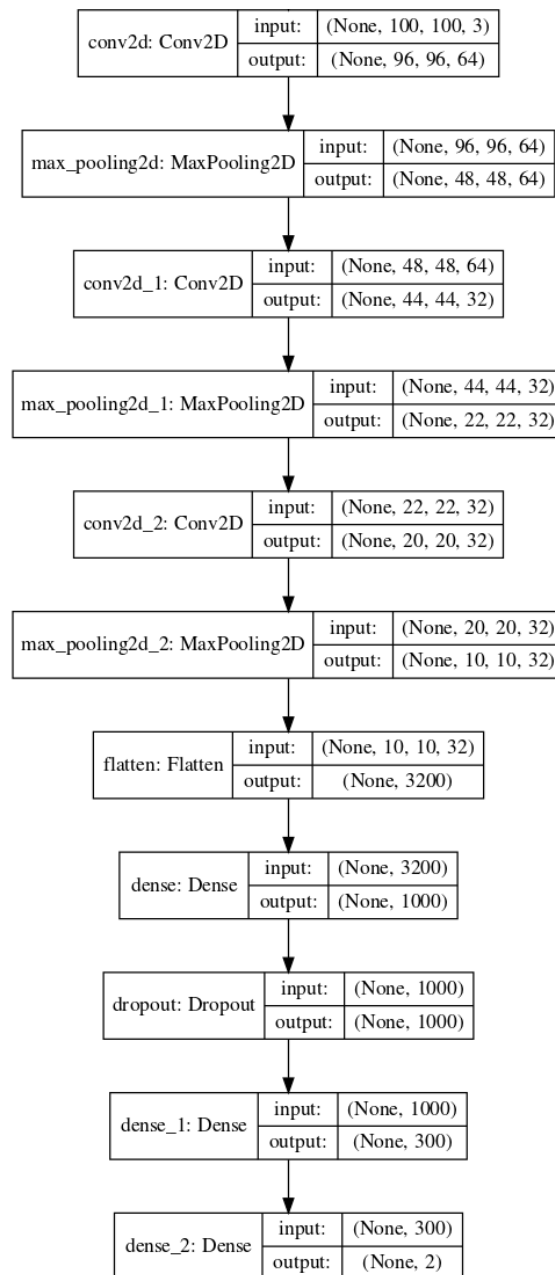 conv2d: Conv2D
input: (None, 100, 100, 3)
output: (None, 96, 96, 64)
max_pooling2d: MaxPooling2D
input: (None, 96, 96, 64)
output: (None, 48, 48, 64)
conv2d_1: Conv2D
input: (None, 48, 48, 64)
output: (None, 44, 44, 32)
max_pooling2d_1: MaxPooling2D
input: (None, 44, 44, 32)
output: (None, 22, 22, 32)
conv2d_2: Conv2D
input: (None, 22, 22, 32)
output: (None, 20, 20, 32)
max_pooling2d_2: MaxPooling2D
input: (None, 20, 20, 32)
output: (None, 10, 10, 32)
flatten: Flatten
input: (None, 10, 10, 32)
output: (None, 3200)
dense: Dense
input: (None, 3200)
output: (None, 1000)
dropout: Dropout
input: (None, 1000)
output: (None, 1000)
dense_1: Dense
input: (None, 1000)
output: (None, 300)
dense_2: Dense
input: (None, 300)
output: (None, 2)